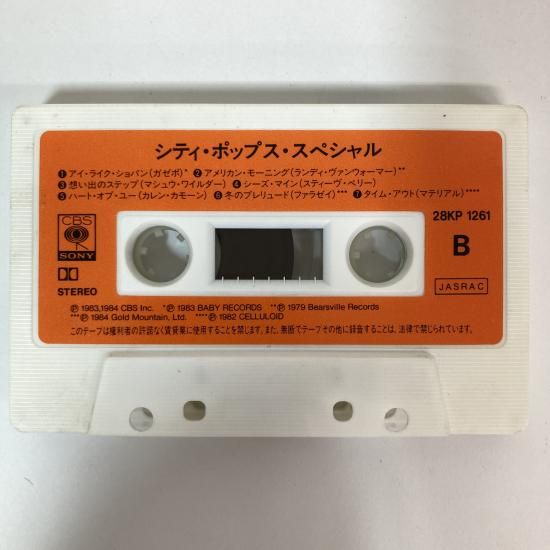 シティ・ポップス・スペシャル
❶アイ・ライク・ショパン(ガゼボ)* ❷アメリカン・モーニング(ランディ・ヴァンウォーマー)**
❸想い出のステップ(マシュウ・ワイルダー) ❹シーズ・マイン(スティーヴ・ペリー)
❺ハート・オブ・ユー(カレン・カモーン) ❻冬のプレリュード(ファラゼイ)*** ❼タイム・アウト(マテリアル)****
CBS
SONY
28KP 1261
B
STEREO
JASRAC
Ⓟ1983,1984 CBS Inc. *Ⓟ1983 BABY RECORDS **Ⓟ1979 Bearsville Records
***Ⓟ1984 Gold Mountain, Ltd. ****Ⓟ1982 CELLULOID
このテープは権利者の許諾なく賃貸業に使用することを禁じます。また、無断でテープその他に録音することは、法律で禁じられています。